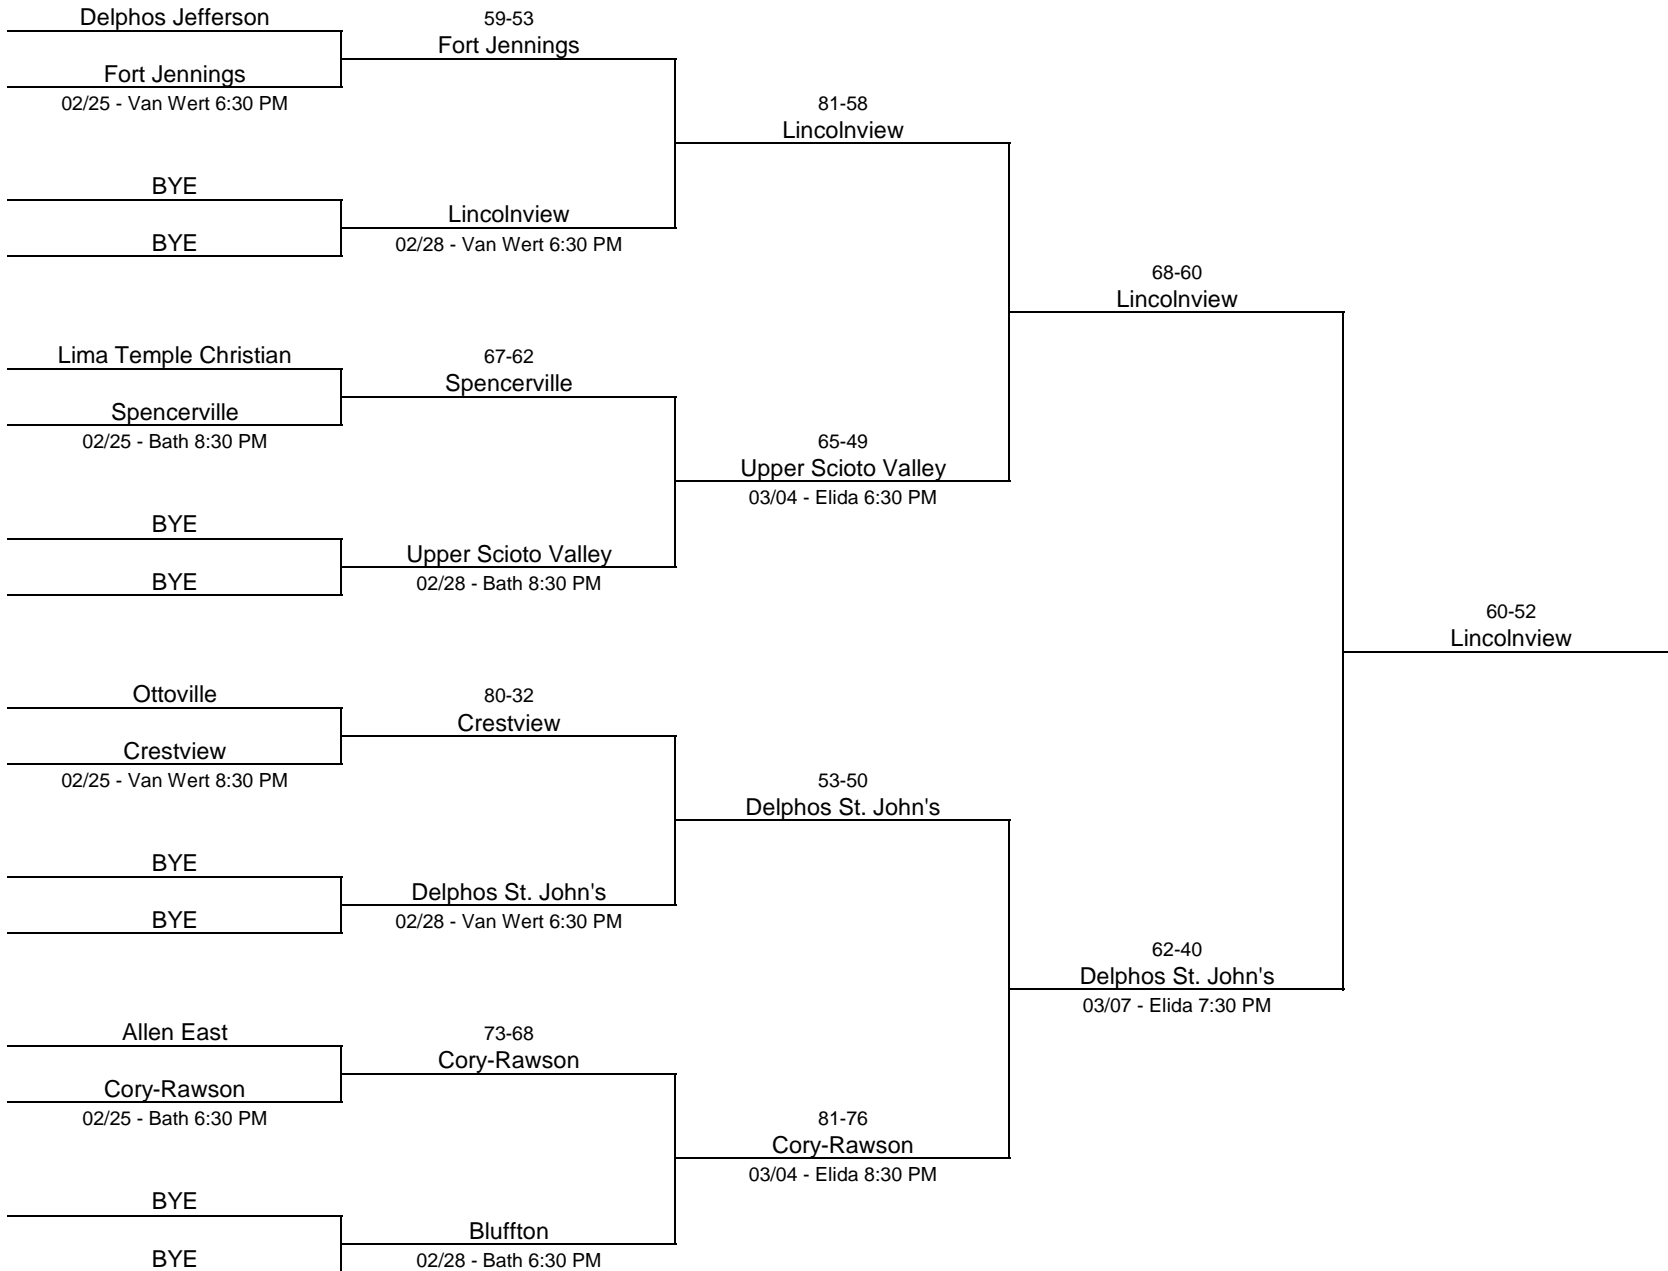 Delphos Jefferson
Fort Jennings
02/25 - Van Wert 6:30 PM
BYE
BYE
Lima Temple Christian
Spencerville
02/25 - Bath 8:30 PM
BYE
BYE
Ottoville
Crestview
02/25 - Van Wert 8:30 PM
BYE
BYE
Allen East
Cory-Rawson
02/25 - Bath 6:30 PM
BYE
BYE
59-53
Fort Jennings
Lincolnview
02/28 - Van Wert 6:30 PM
67-62
Spencerville
Upper Scioto Valley
02/28 - Bath 8:30 PM
80-32
Crestview
Delphos St. John's
02/28 - Van Wert 6:30 PM
73-68
Cory-Rawson
Bluffton
02/28 - Bath 6:30 PM
81-58
Lincolnview
65-49
Upper Scioto Valley
03/04 - Elida 6:30 PM
53-50
Delphos St. John's
81-76
Cory-Rawson
03/04 - Elida 8:30 PM
68-60
Lincolnview
62-40
Delphos St. John's
03/07 - Elida 7:30 PM
60-52
Lincolnview